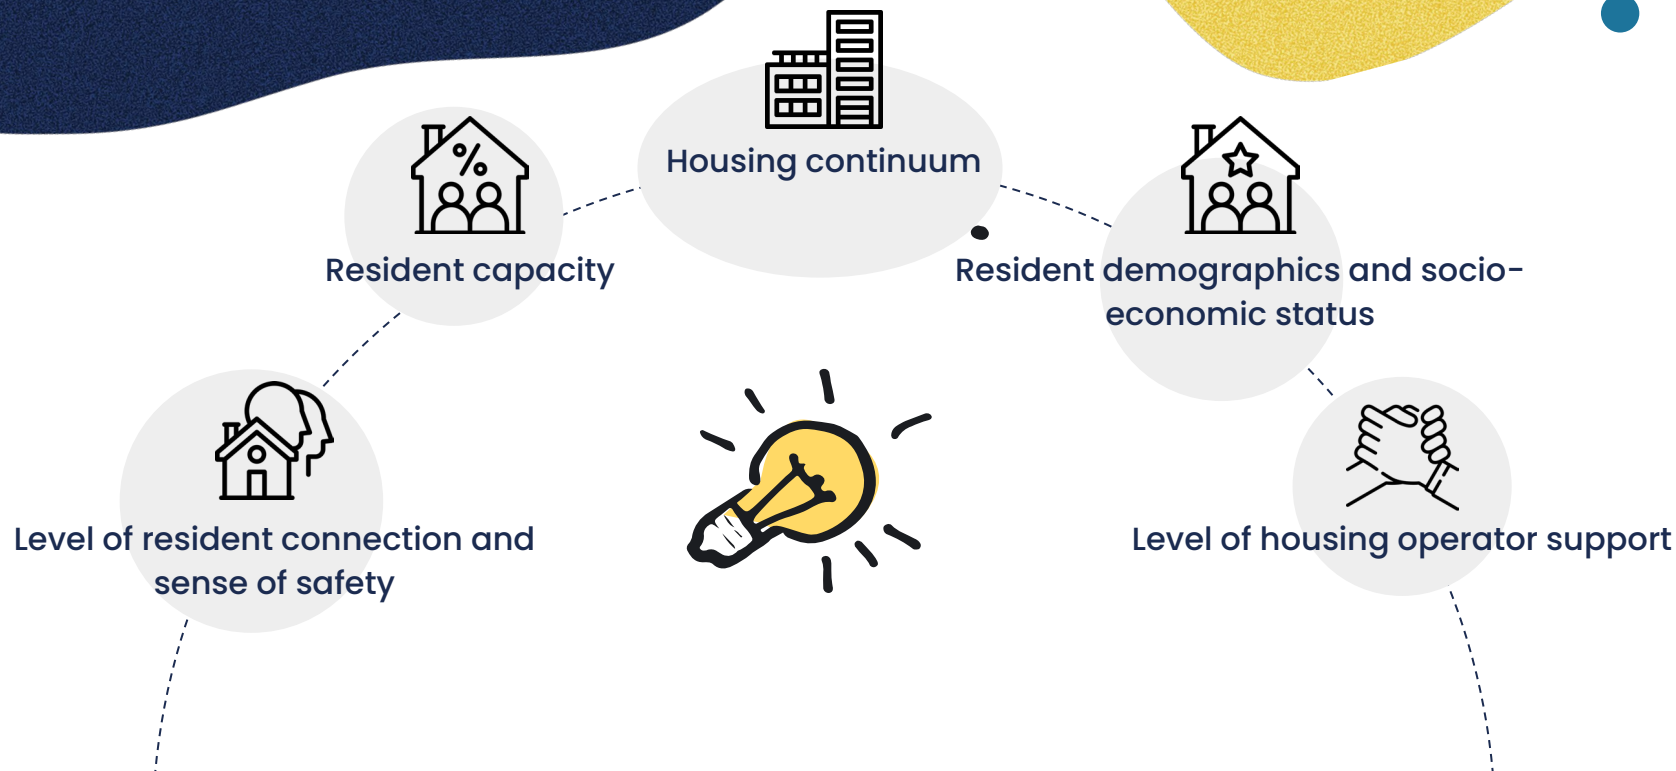 Housing continuum
Resident capacity
Resident demographics and socio-
economic status
Level of resident connection and
sense of safety
Level of housing operator support
%